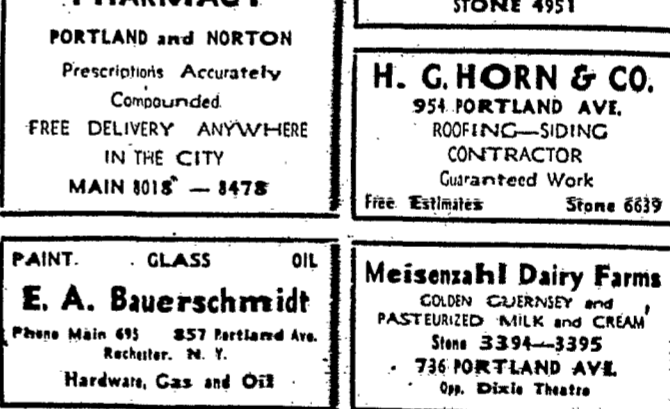 PHARMACY
PORTLAND and NORTON
Prescriptions Accurately
Compounded
FREE DELIVERY ANYWHERE
IN THE CITY
MAIN 8018 — 8478
STONE 4951
H. G. HORN & CO.
954 PORTLAND AVE.
ROOFING—SIDING
CONTRACTOR
Guaranteed Work
Free Estimates Stone 6639
PAINT. GLASS OIL
E. A. Bauerschmidt
Phone Main 695 857 Portland Ave.
Rochester. N. Y.
Hardware, Gas and Oil
Meisenzahl Dairy Farms
GOLDEN GUERNSEY and
PASTEURIZED MILK and CREAM
Stone 3394—3395
736 PORTLAND AVE.
Opp. Dixie Theatre